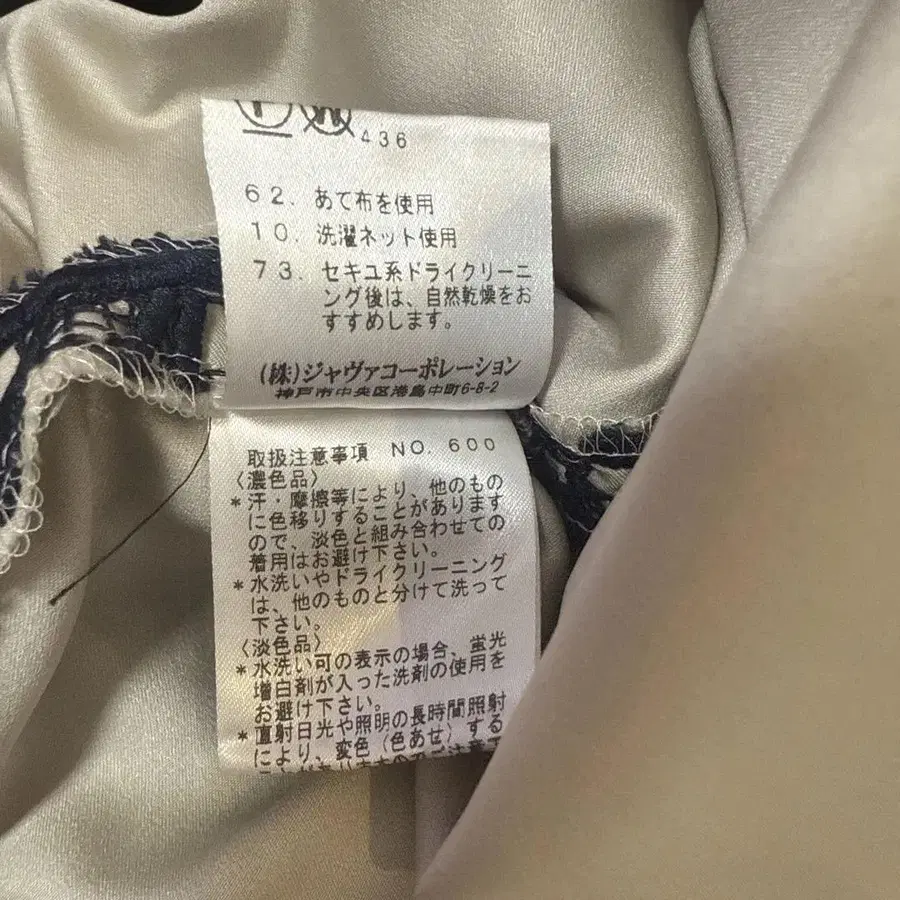 436
62. あて布を使用
10. 洗濯ネット使用
73. セキユ系ドライクリーニ
ング後は、自然乾燥をお
すすめします。
(株)ジャヴァコーポレーション
神戸市中央区港島中町6-8-2
取扱注意事項 NO. 600
〈濃色品〉
*汗・摩擦等により、他のもの
に色移りすることがあります
ので、淡色と組み合わせての
着用はお避け下さい。
*水洗いやドライクリーニング
は、他のものと分けて洗って
下さい。
〈淡色品〉
*水洗い可の表示の場合、蛍光
増白剤が入った洗剤の使用を
お避け下さい。
*直射日光や照明の長時間照射
により、変色(色あせ)する